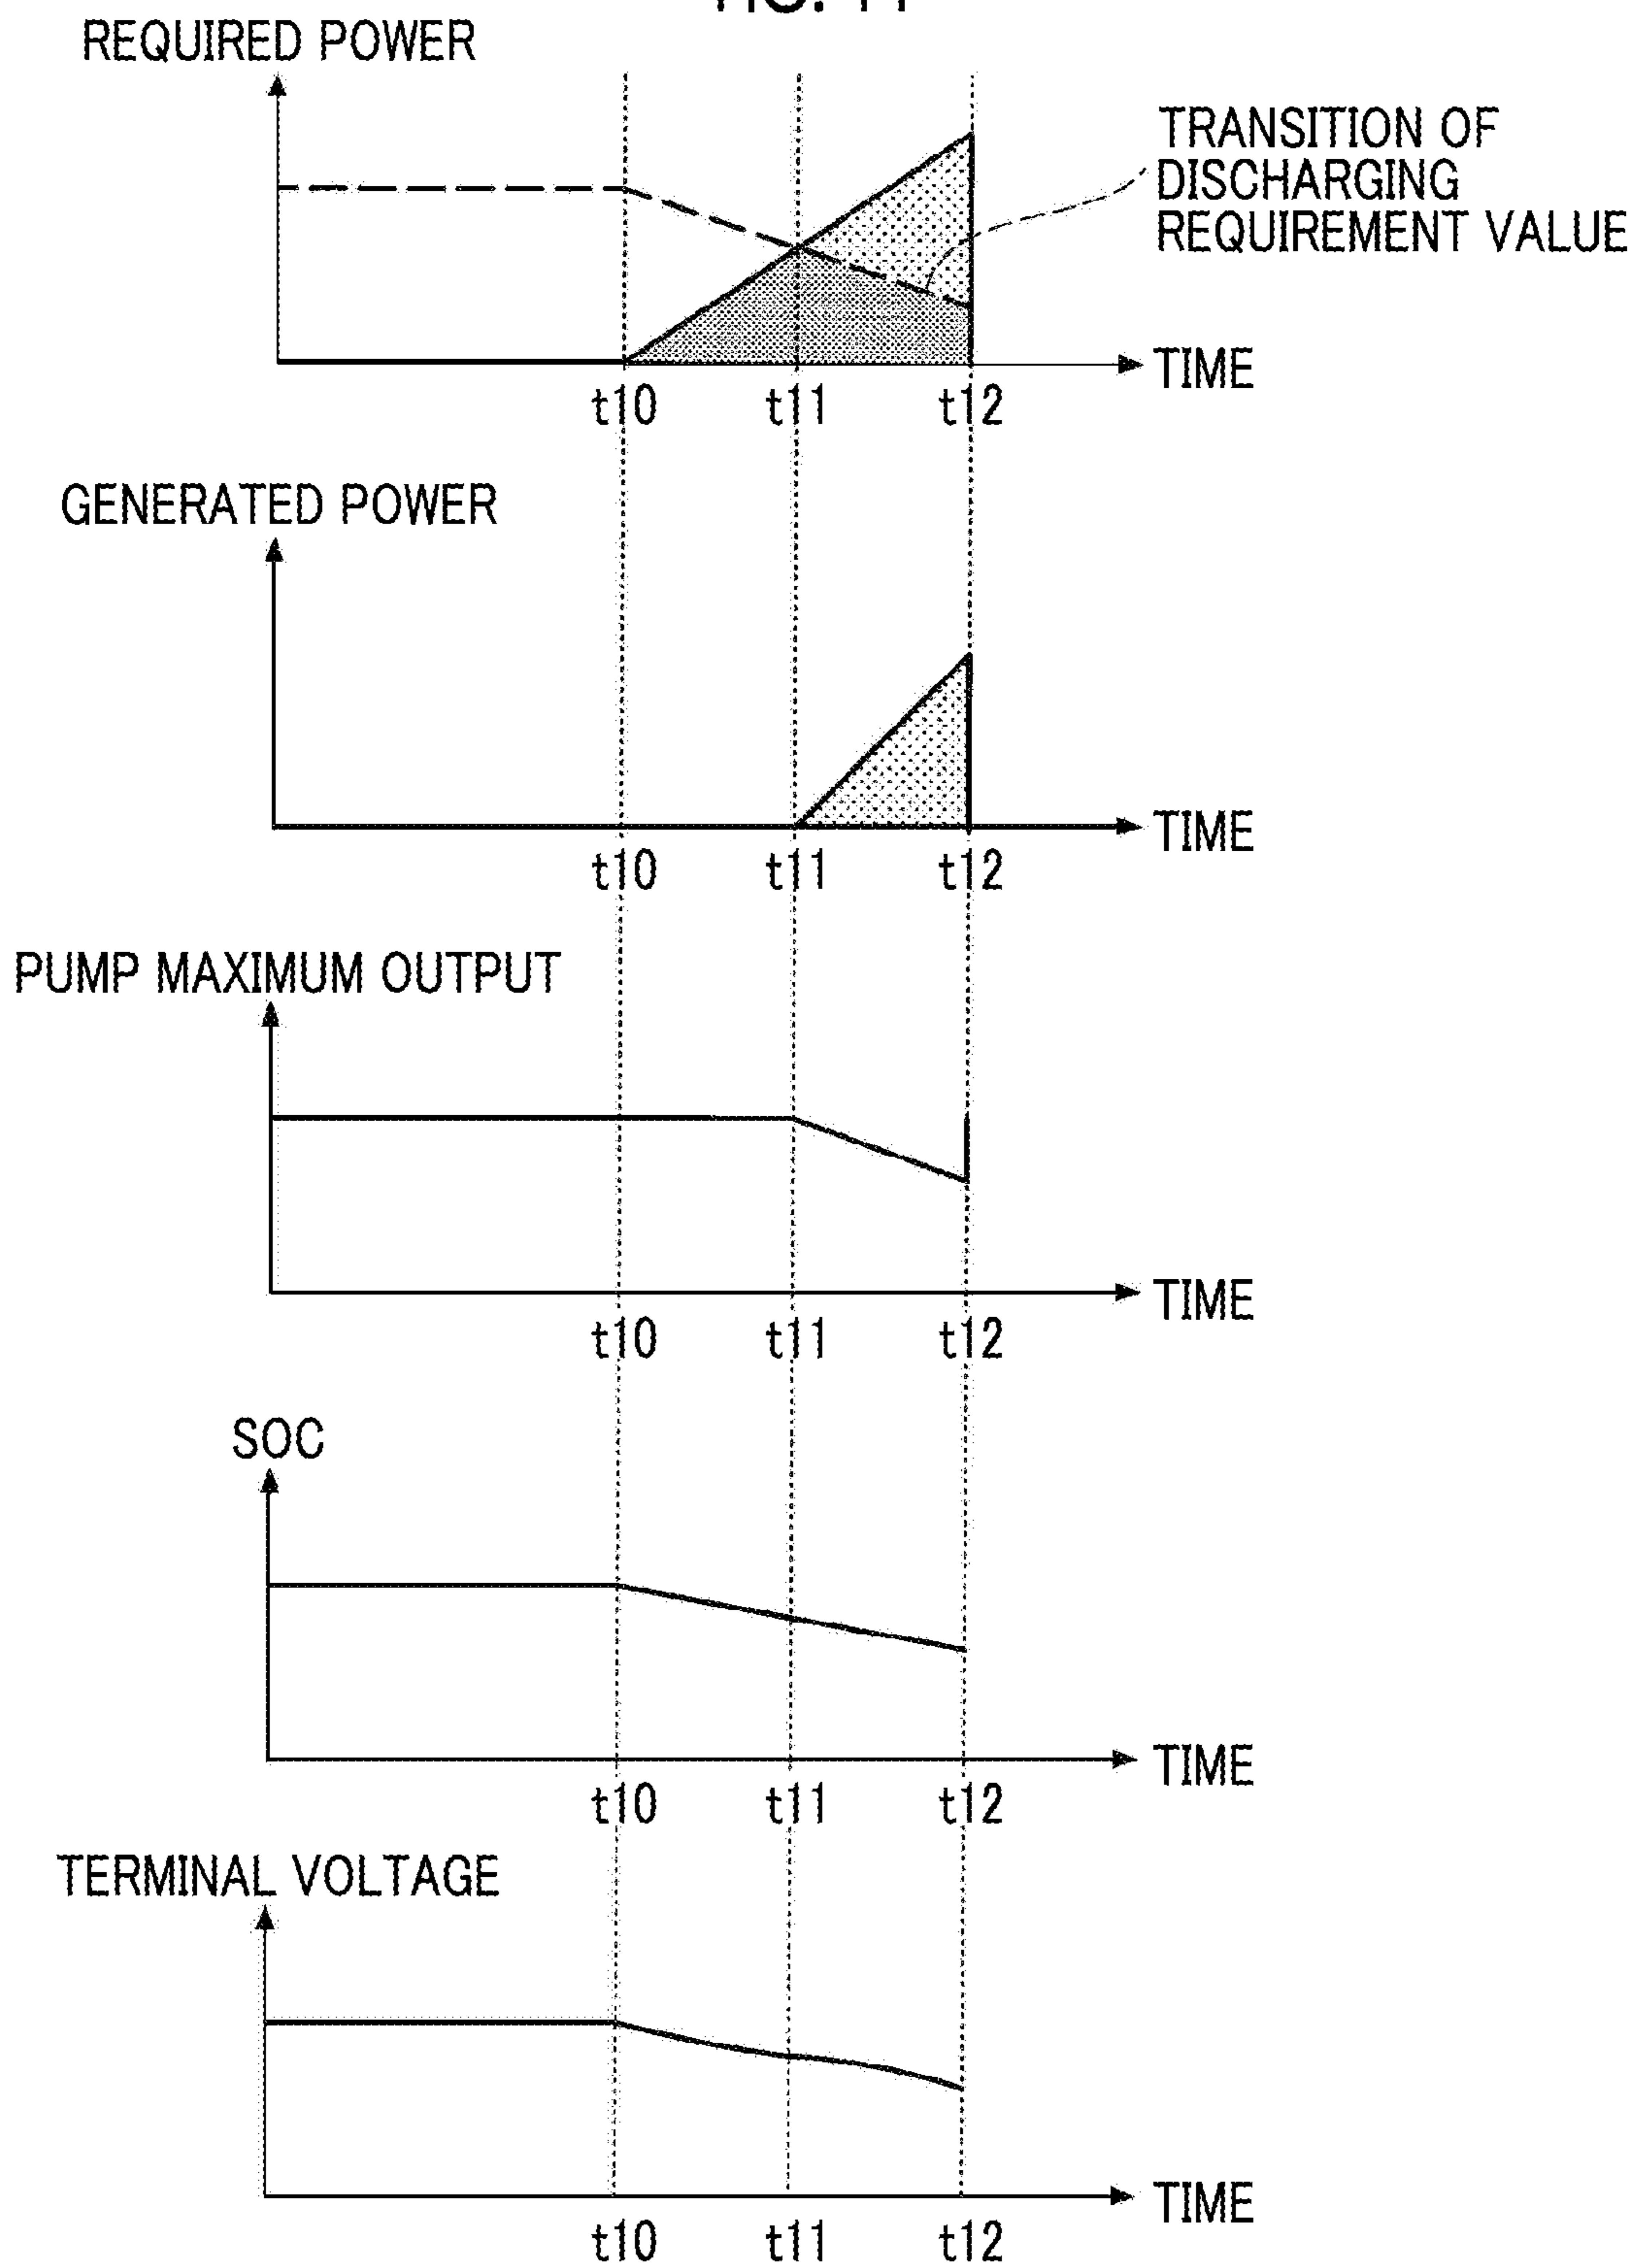 REQUIRED POWER
TRANSITION OF
DISCHARGING
REQUIREMENT VALUE
TIME
t10
t11
t12
GENERATED POWER
TIME
t10
t11
t12
PUMP MAXIMUM OUTPUT
TIME
t10
t11
t12
SOC
TIME
t10
t11
t12
TERMINAL VOLTAGE
TIME
t10
t11
t12